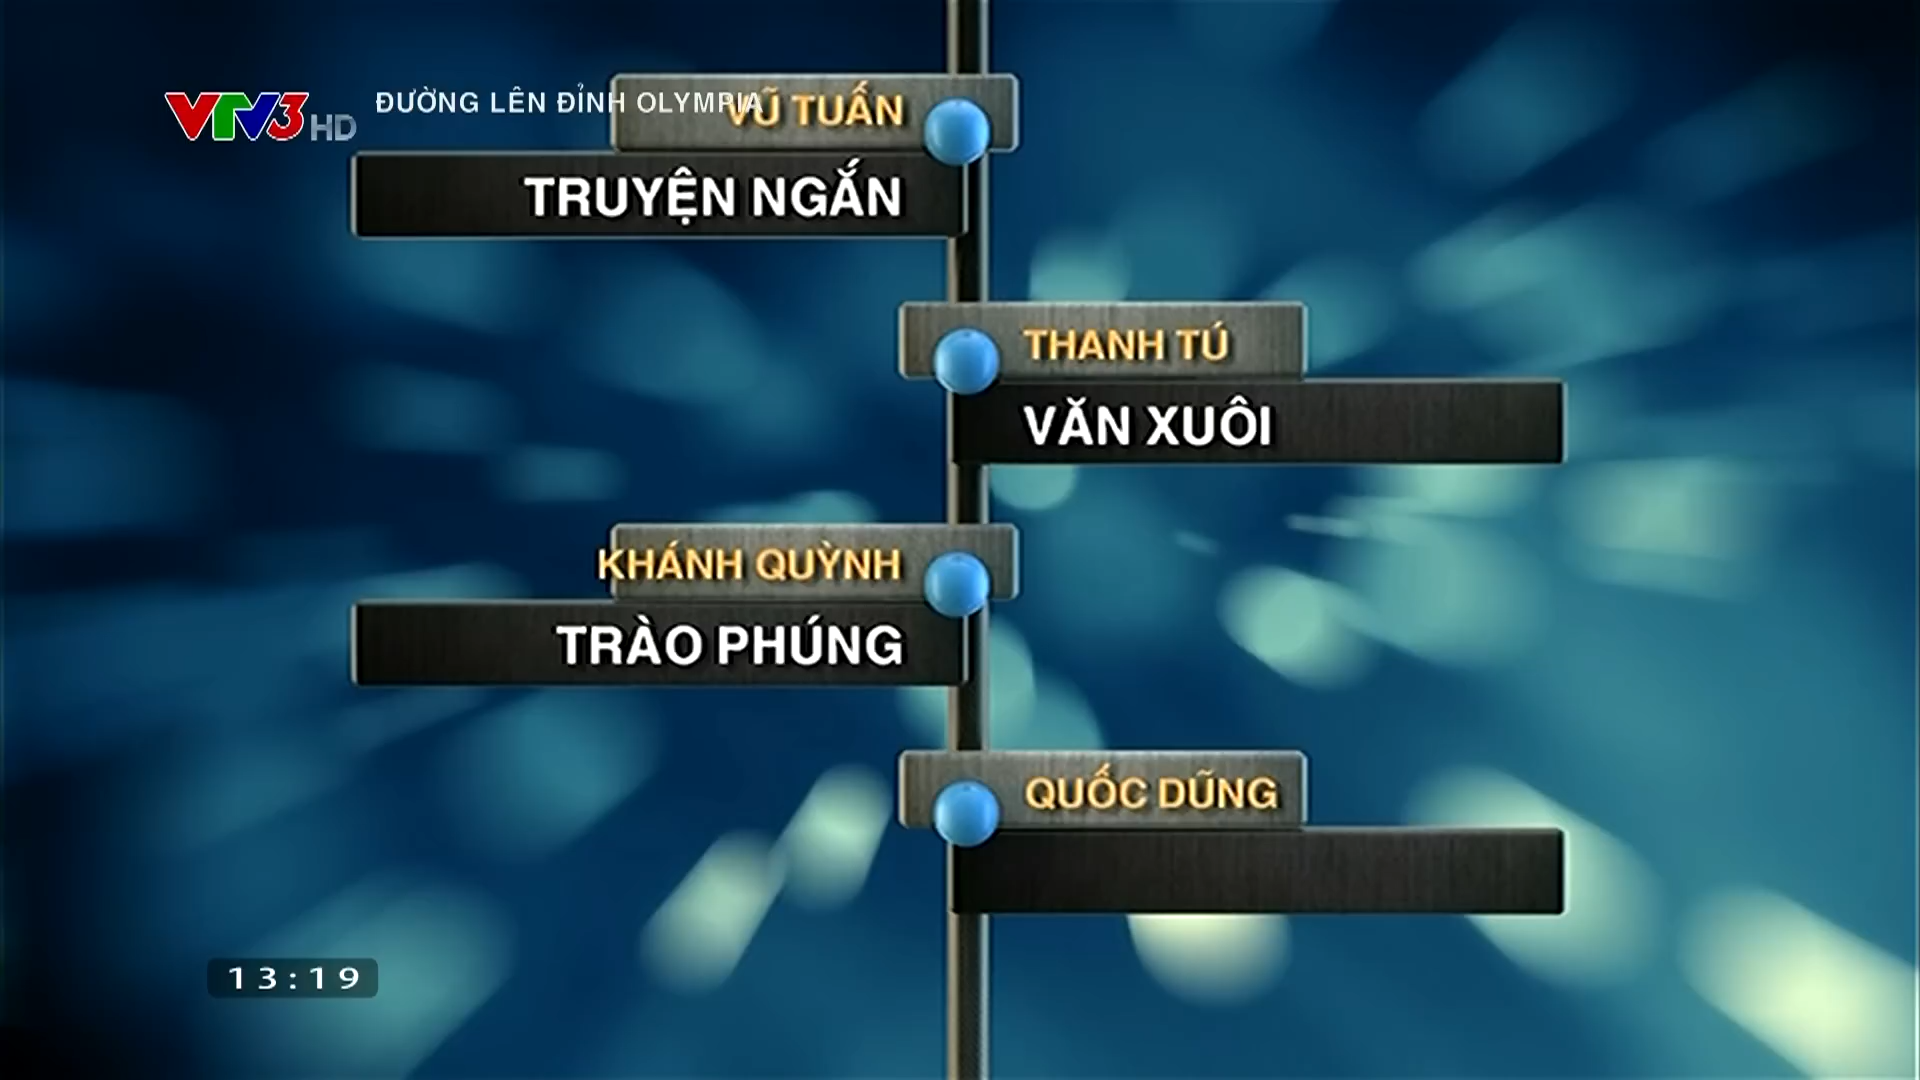 VTV3 HD
ĐƯỜNG LÊN ĐỈNH OLYMPIA
VŨ TUẤN
TRUYỆN NGẮN
THANH TÚ
VĂN XUÔI
KHÁNH QUỲNH
TRÀO PHÚNG
QUỐC DŨNG
13:19